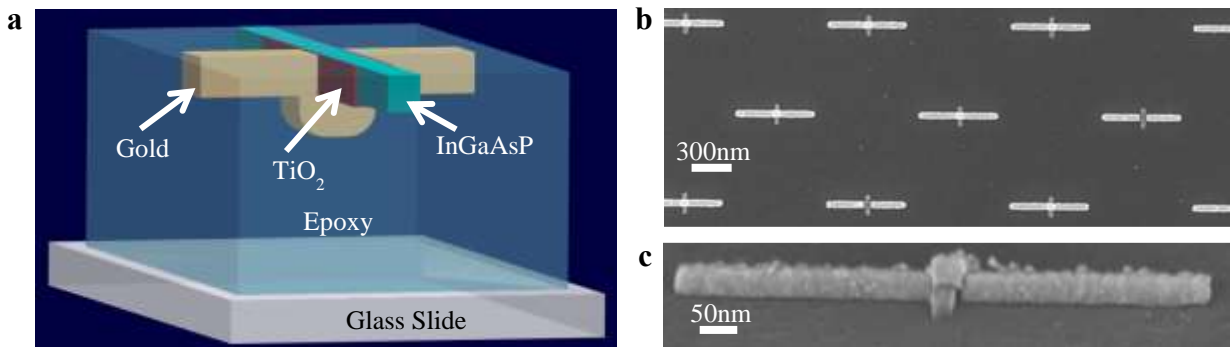 a
Gold
TiO2
InGaAsP
Epoxy
Glass Slide
b
300nm
c
50nm